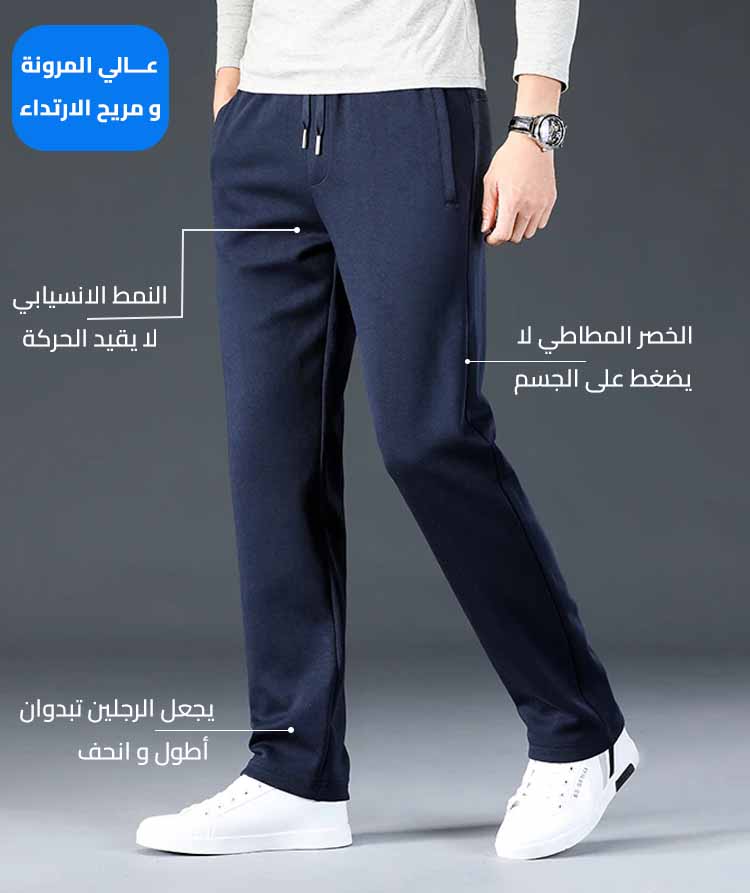 عـــالي المرونة
و مريح الارتداء
النمط الانسيابي
لا يقيد الحركة
الخصر المطاطي لا
يضغط على الجسم
يجعل الرجلين تبدوان
أطول و انحف